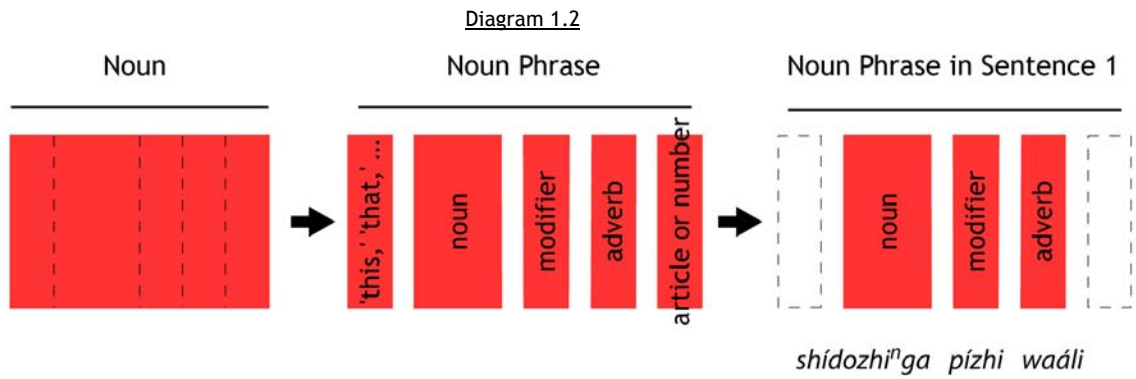 Diagram 1.2
Noun
Noun Phrase
Noun Phrase in Sentence 1
'this,' 'that,' ...
noun
modifier
adverb
article or number
noun
modifier
adverb
shídozhiⁿga pízhi waáli